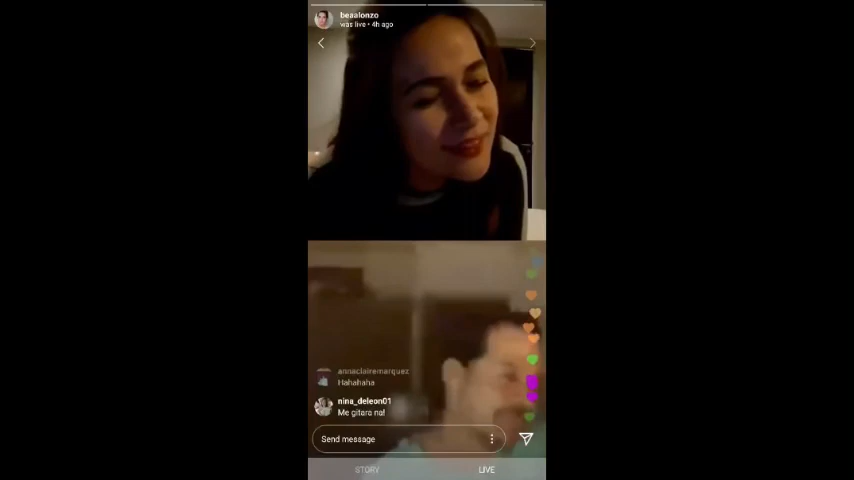 beaalonzo
was live • 4h ago
annaclairemarquez
Hahahaha
nina_deleon01
Me gitara na!
Send message
STORY
LIVE